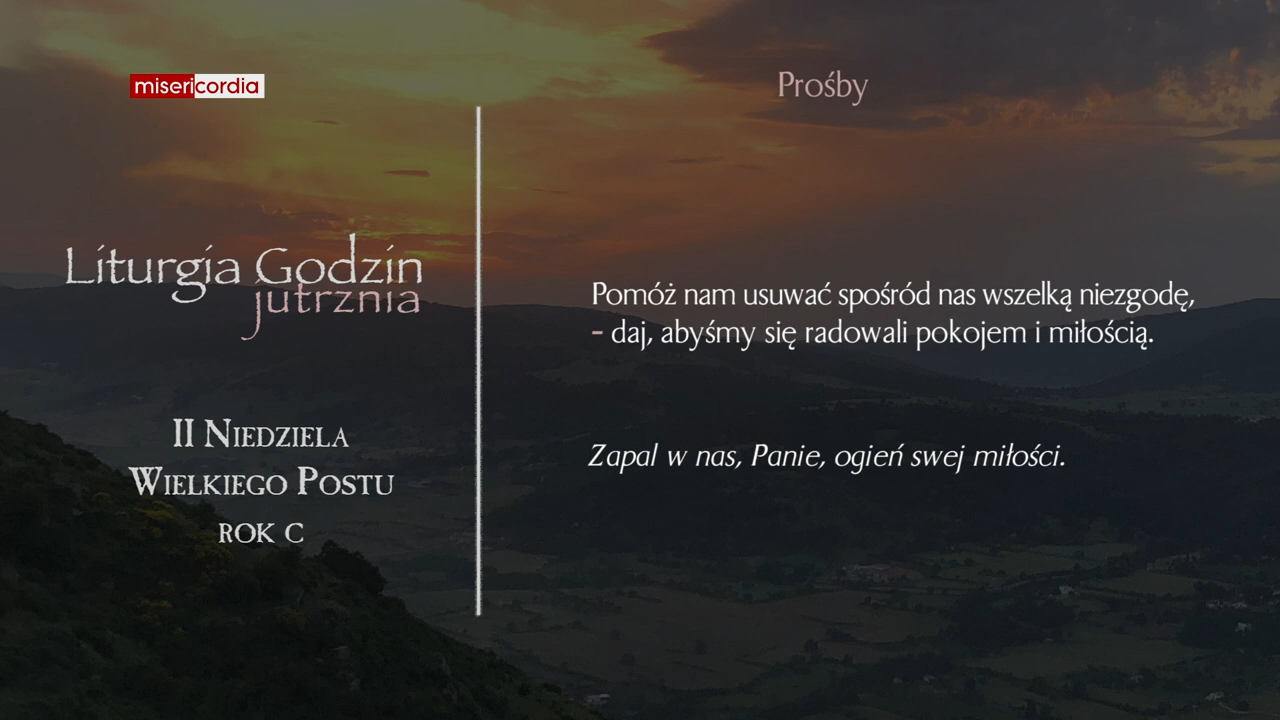 misericordia
Liturgia Godzin
jutrznia
II Niedziela
Wielkiego Postu
rok C
Prośby
Pomóż nam usuwać spośród nas wszelką niezgodę,
- daj, abyśmy się radowali pokojem i miłością.
Zapal w nas, Panie, ogień swej miłości.